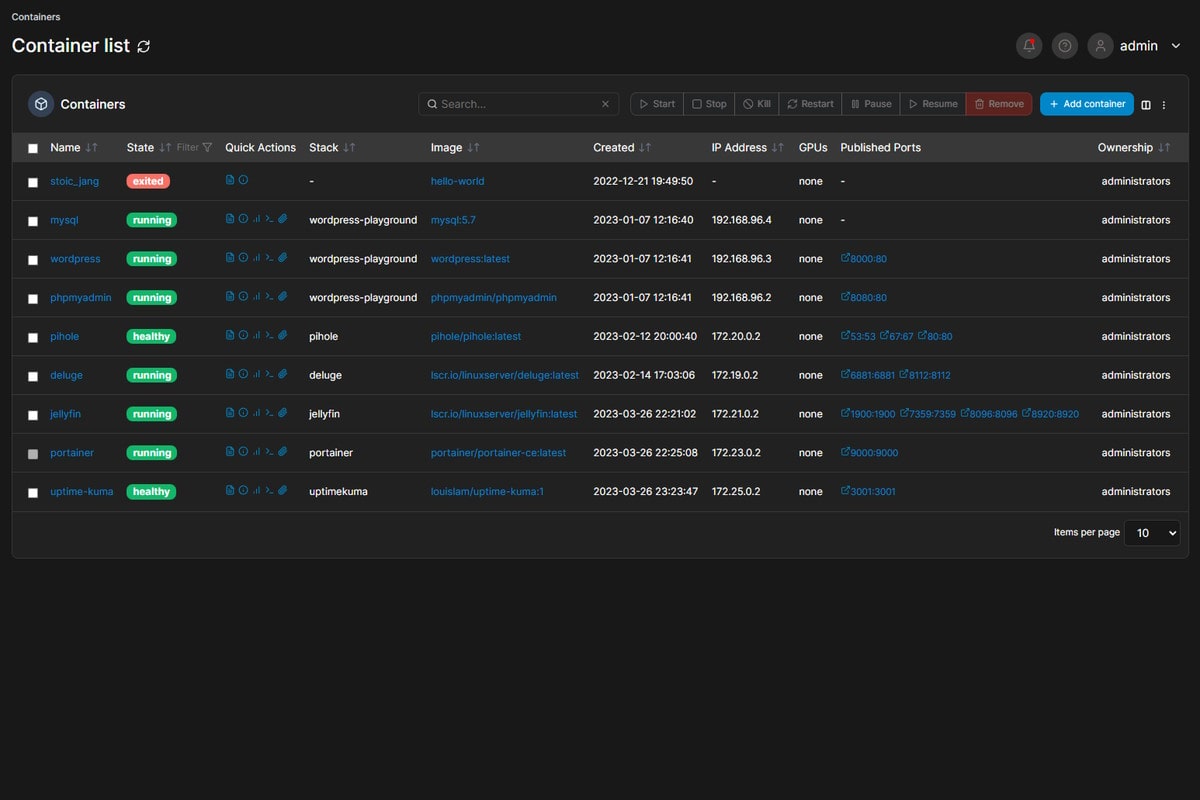 Containers
Container list
admin
Containers Search... Start Stop Kill Restart Pause Resume Remove + Add container
Name State Filter Quick Actions Stack Image Created IP Address GPUs Published Ports Ownership
stoic_jang exited - hello-world 2022-12-21 19:49:50 - none - administrators
mysql running wordpress-playground mysql:5.7 2023-01-07 12:16:40 192.168.96.4 none - administrators
wordpress running wordpress-playground wordpress:latest 2023-01-07 12:16:41 192.168.96.3 none 8000:80 administrators
phpmyadmin running wordpress-playground phpmyadmin/phpmyadmin 2023-01-07 12:16:41 192.168.96.2 none 8080:80 administrators
pihole healthy pihole pihole/pihole:latest 2023-02-12 20:00:40 172.20.0.2 none 53:53 67:67 80:80 administrators
deluge running deluge lscr.io/linuxserver/deluge:latest 2023-02-14 17:03:06 172.19.0.2 none 6881:6881 8112:8112 administrators
jellyfin running jellyfin lscr.io/linuxserver/jellyfin:latest 2023-03-26 22:21:02 172.21.0.2 none 1900:1900 7359:7359 8096:8096 8920:8920 administrators
portainer running portainer portainer/portainer-ce:latest 2023-03-26 22:25:08 172.23.0.2 none 9000:9000 administrators
uptime-kuma healthy uptimekuma louislam/uptime-kuma:1 2023-03-26 23:23:47 172.25.0.2 none 3001:3001 administrators
Items per page 10